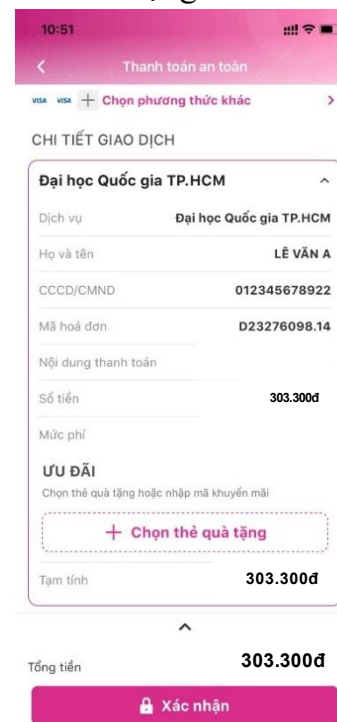 10:51
Thanh toán an toàn
VISA VISA + Chọn phương thức khác
CHI TIẾT GIAO DỊCH
Đại học Quốc gia TP.HCM
Dịch vụ Đại học Quốc gia TP.HCM
Họ và tên LÊ VĂN A
CCCD/CMND 012345678922
Mã hoá đơn D23276098.14
Nội dung thanh toán
Số tiền 303.300đ
Mức phí
ƯU ĐÃI
Chọn thẻ quà tặng hoặc nhập mã khuyến mãi
+ Chọn thẻ quà tặng
Tạm tính 303.300đ
Tổng tiền 303.300đ
Xác nhận